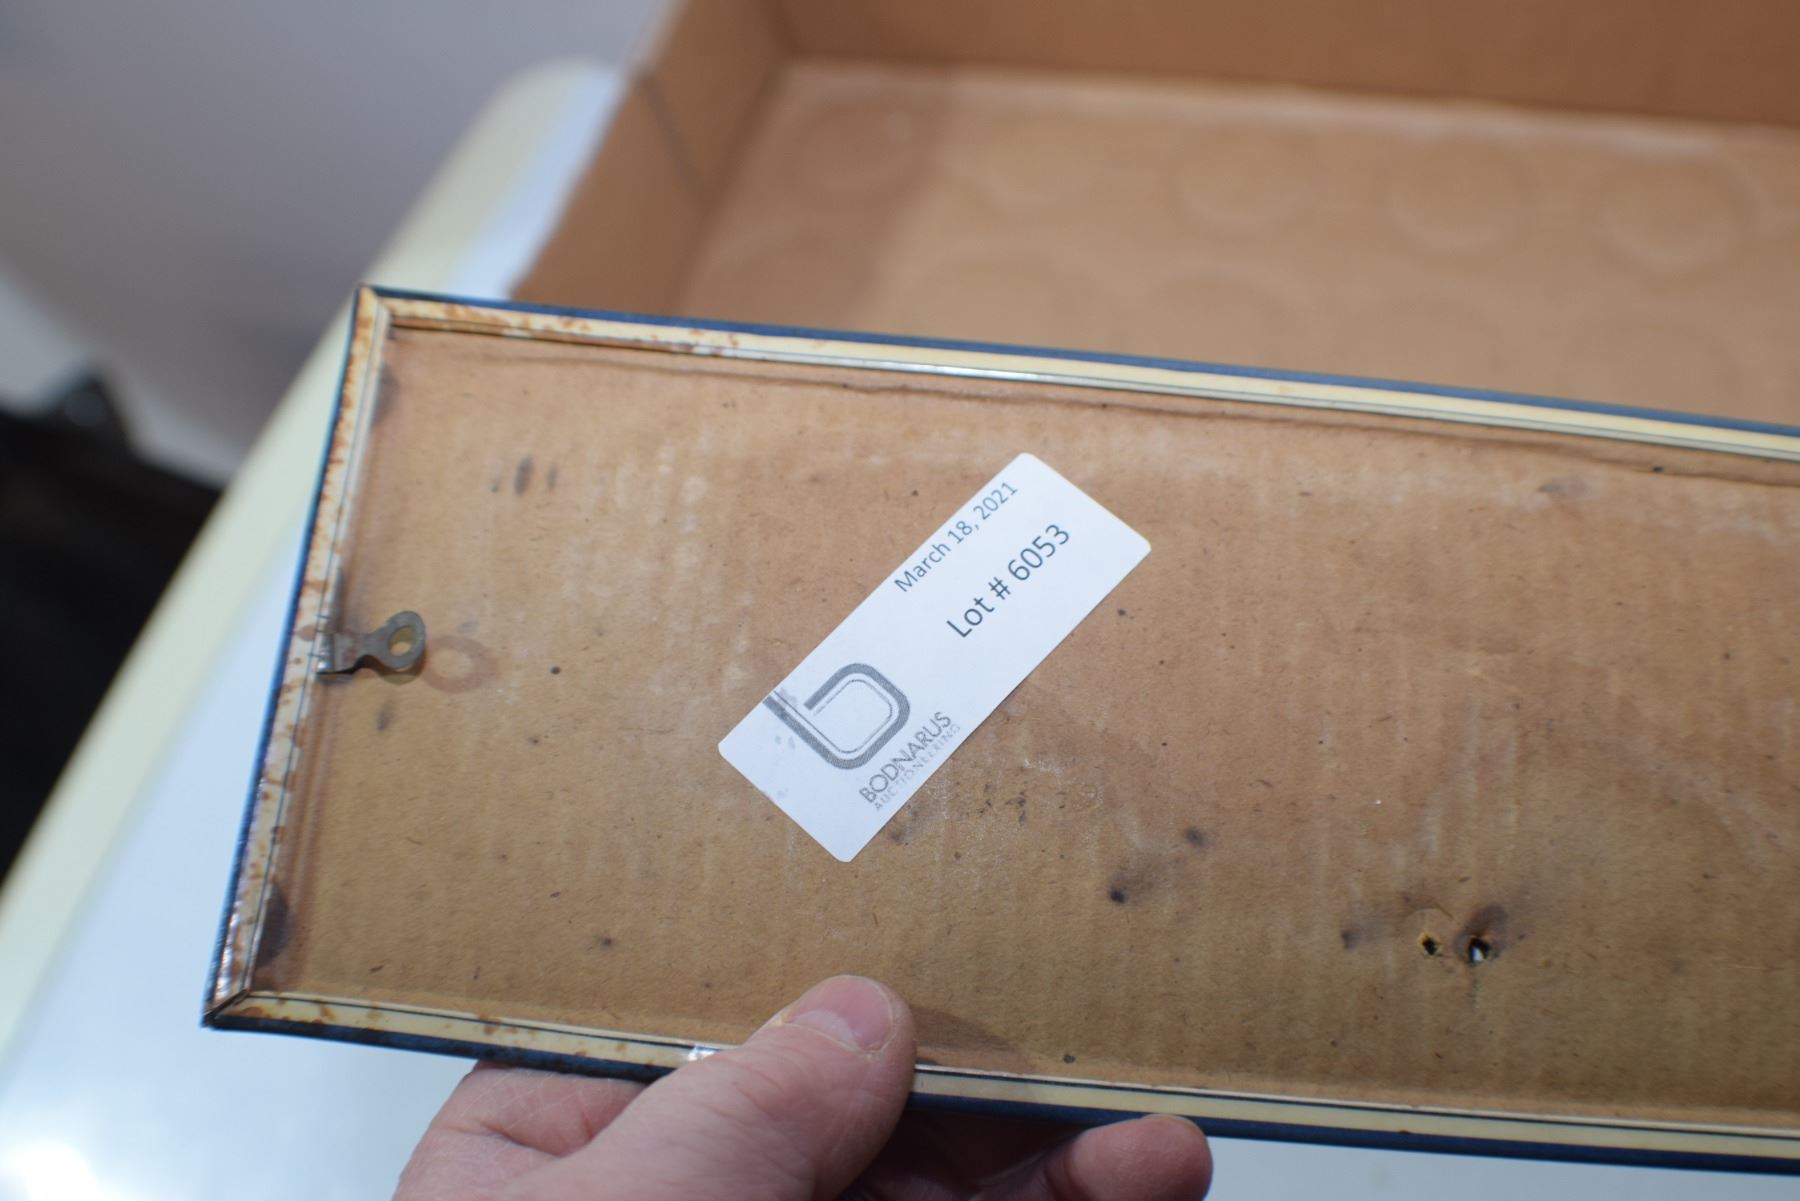 March 18, 2021
Lot # 6053
b
BODNARUS
AUCTIONEERING